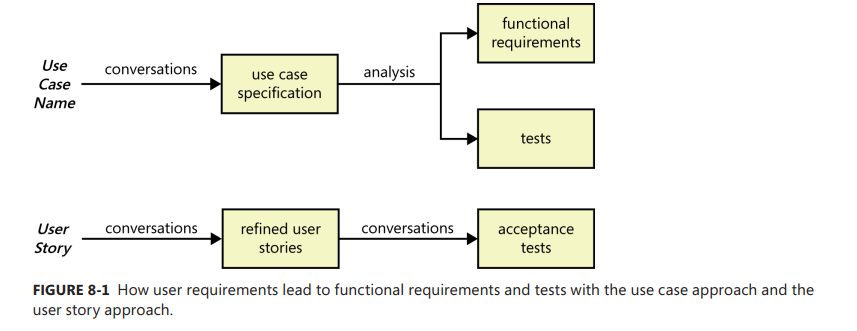 Use
Case
Name
conversations
use case
specification
analysis
functional
requirements
tests
User
Story
conversations
refined user
stories
conversations
acceptance
tests
FIGURE 8-1 How user requirements lead to functional requirements and tests with the use case approach and the
user story approach.